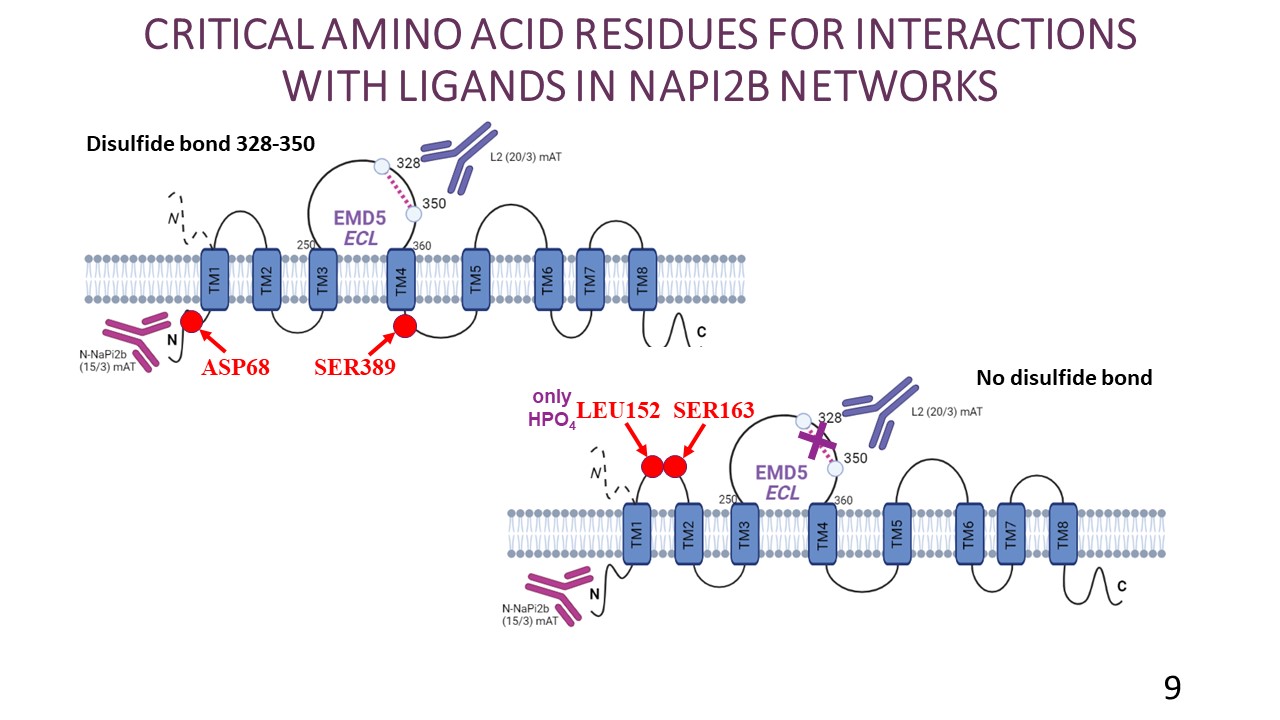 CRITICAL AMINO ACID RESIDUES FOR INTERACTIONS
WITH LIGANDS IN NAPI2B NETWORKS
Disulfide bond 328-350
328
L2 (20/3) mAT
350
N
EMD5
ECL
250
360
TM1
TM2
TM3
TM4
TM5
TM6
TM7
TM8
N
C
N-NaPi2b
(15/3) mAT
ASP68
SER389
No disulfide bond
only
HPO4
LEU152
SER163
328
L2 (20/3) mAT
350
N
EMD5
ECL
250
360
TM1
TM2
TM3
TM4
TM5
TM6
TM7
TM8
N
C
N-NaPi2b
(15/3) mAT
9